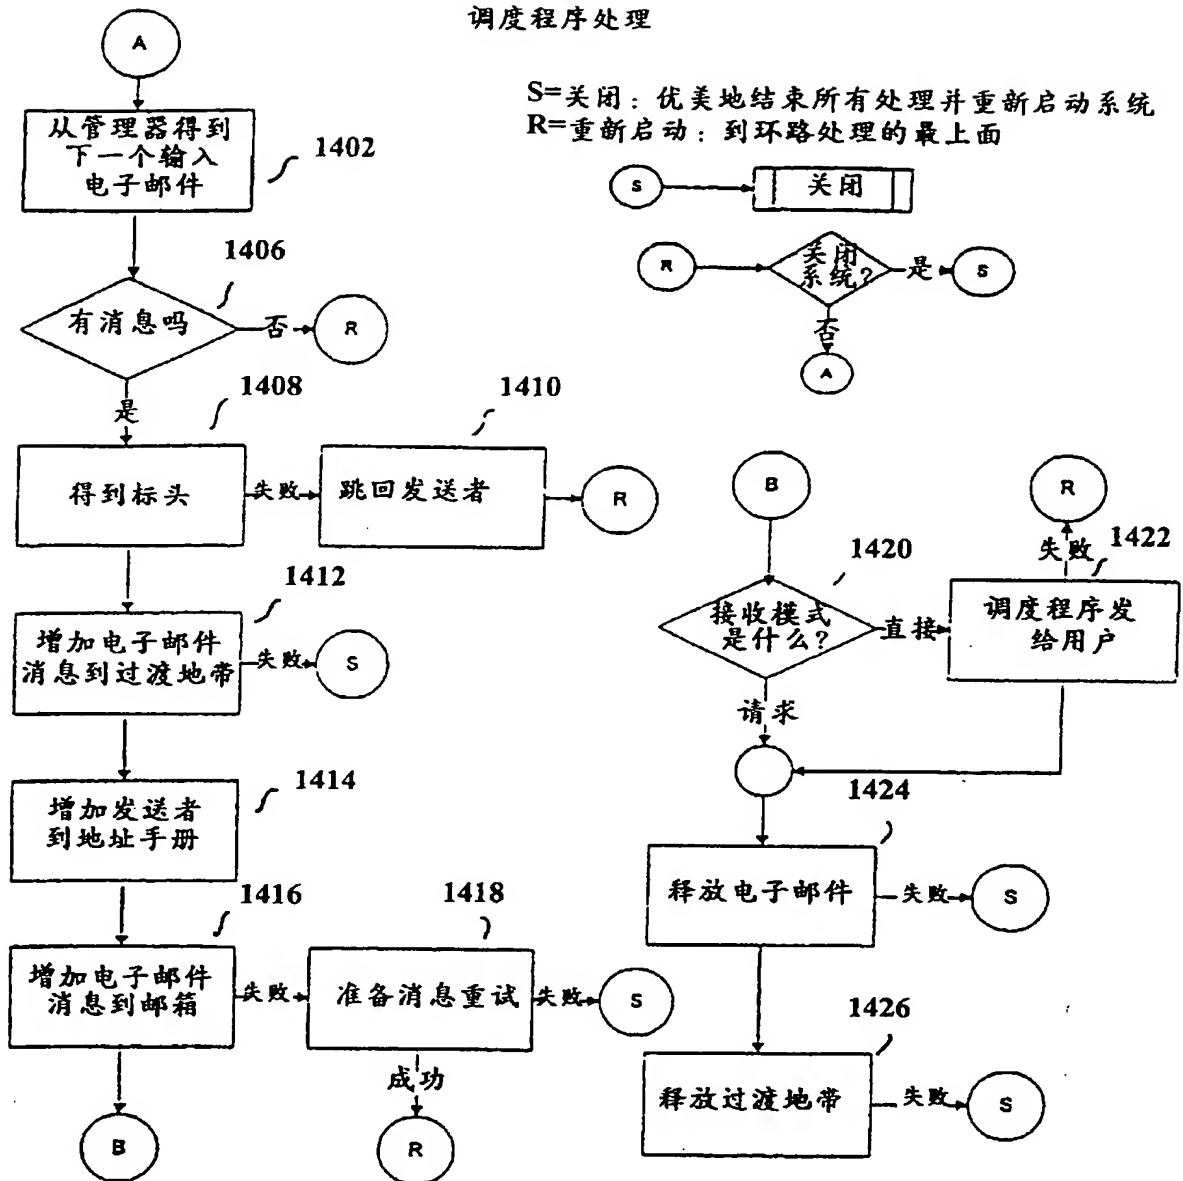 调度程序处理
S=关闭：优美地结束所有处理并重新启动系统
R=重新启动：到环路处理的最上面
A
从管理器得到
下一个输入
电子邮件
1402
S
关闭
1406
R
关闭
系统?
是
S
有消息吗
否
R
否
A
1408
是
1410
得到标头
失败
跳回发送者
R
B
R
1420
失败
1422
1412
接收模式
是什么?
直接
调度程序发
给用户
增加电子邮件
消息到过渡地带
失败
S
请求
1414
1424
增加发送者
到地址手册
1416
1418
释放电子邮件
失败
S
增加电子邮件
消息到邮箱
失败
准备消息重试
失败
S
1426
成功
释放过渡地带
失败
S
B
R